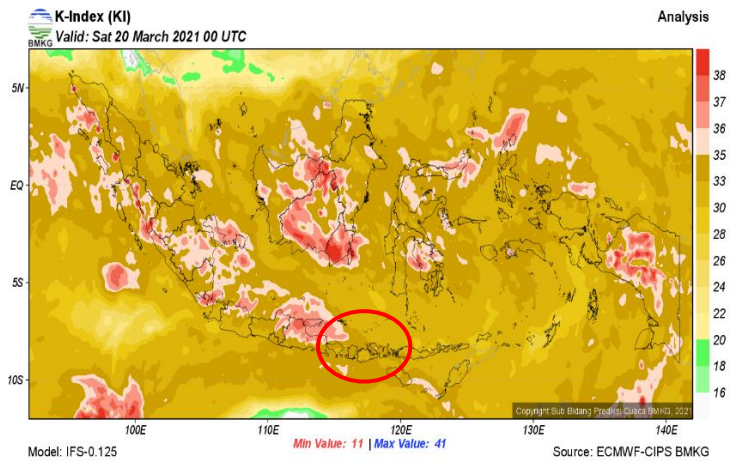 K-Index (KI)
Analysis
BMKG
Valid: Sat 20 March 2021 00 UTC
5N
EQ
5S
10S
100E
110E
120E
130E
140E
38
37
36
35
33
30
28
26
24
22
20
18
16
Copyright Sub Bidang Prediksi Cuaca BMKG, 2021
Min Value: 11 | Max Value: 41
Model: IFS-0.125
Source: ECMWF-CIPS BMKG